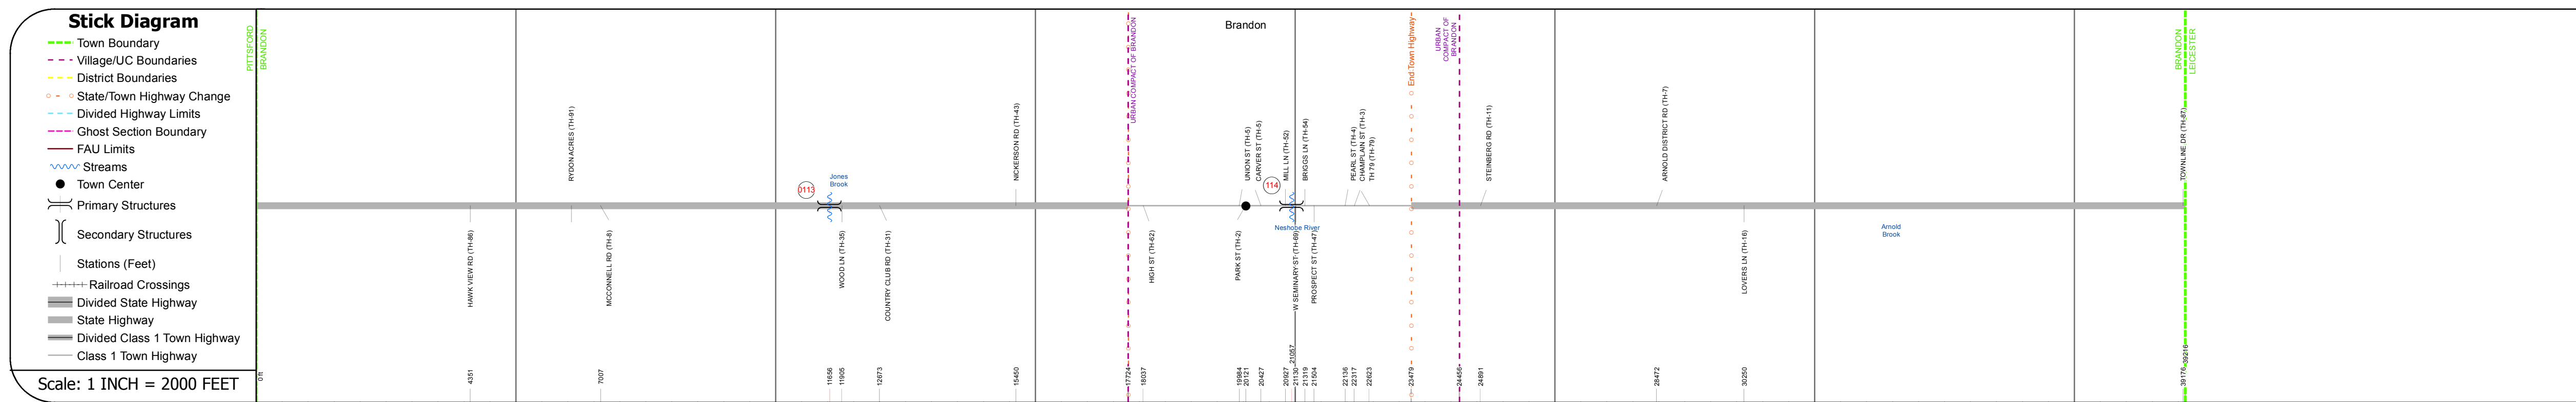 Stick Diagram
Town Boundary
Village/UC Boundaries
District Boundaries
State/Town Highway Change
Divided Highway Limits
Ghost Section Boundary
FAU Limits
Streams
Town Center
Primary Structures
Secondary Structures
Stations (Feet)
Railroad Crossings
Divided State Highway
State Highway
Divided Class 1 Town Highway
Class 1 Town Highway
Scale: 1 INCH = 2000 FEET
PITTSFORD
BRANDON
Brandon
URBAN COMPACT OF BRANDON
End Town Highway
URBAN
COMPACT OF
BRANDON
BRANDON
LEICESTER
RYDON ACRES (TH-91)
0113
Jones
Brook
NICKERSON RD (TH-43)
UNION ST (TH-5)
CARVER ST (TH-5)
114
MILL LN (TH-52)
BRIGGS LN (TH-54)
PEARL ST (TH-4)
CHAMPLAIN ST (TH-3)
TH 79 (TH-79)
STEINBERG RD (TH-11)
ARNOLD DISTRICT RD (TH-7)
TOWNLINE DR (TH-87)
HAWK VIEW RD (TH-86)
MCCONNELL RD (TH-8)
WOOD LN (TH-35)
COUNTRY CLUB RD (TH-31)
HIGH ST (TH-62)
PARK ST (TH-2)
Neshobe River
W SEMINARY ST (TH-69)
PROSPECT ST (TH-47)
LOVERS LN (TH-16)
Arnold
Brook
0 ft
4351
7007
11656
11905
12673
15450
17724
18037
19984
20121
20427
20927
21057
21130
21319
21504
22136
22317
22623
23479
24456
24891
28472
30250
39176
39216